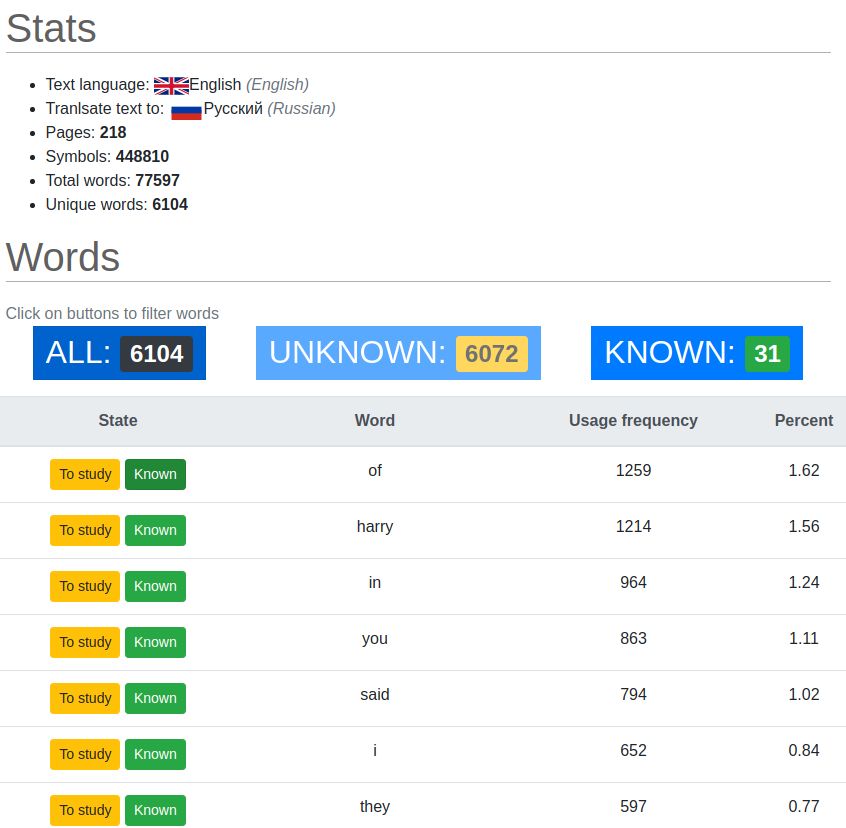 Stats
Text language: English (English)
Tranlsate text to: Русский (Russian)
Pages: 218
Symbols: 448810
Total words: 77597
Unique words: 6104
Words
Click on buttons to filter words
ALL: 6104 UNKNOWN: 6072 KNOWN: 31
State Word Usage frequency Percent
To study Known of 1259 1.62
To study Known harry 1214 1.56
To study Known in 964 1.24
To study Known you 863 1.11
To study Known said 794 1.02
To study Known i 652 0.84
To study Known they 597 0.77